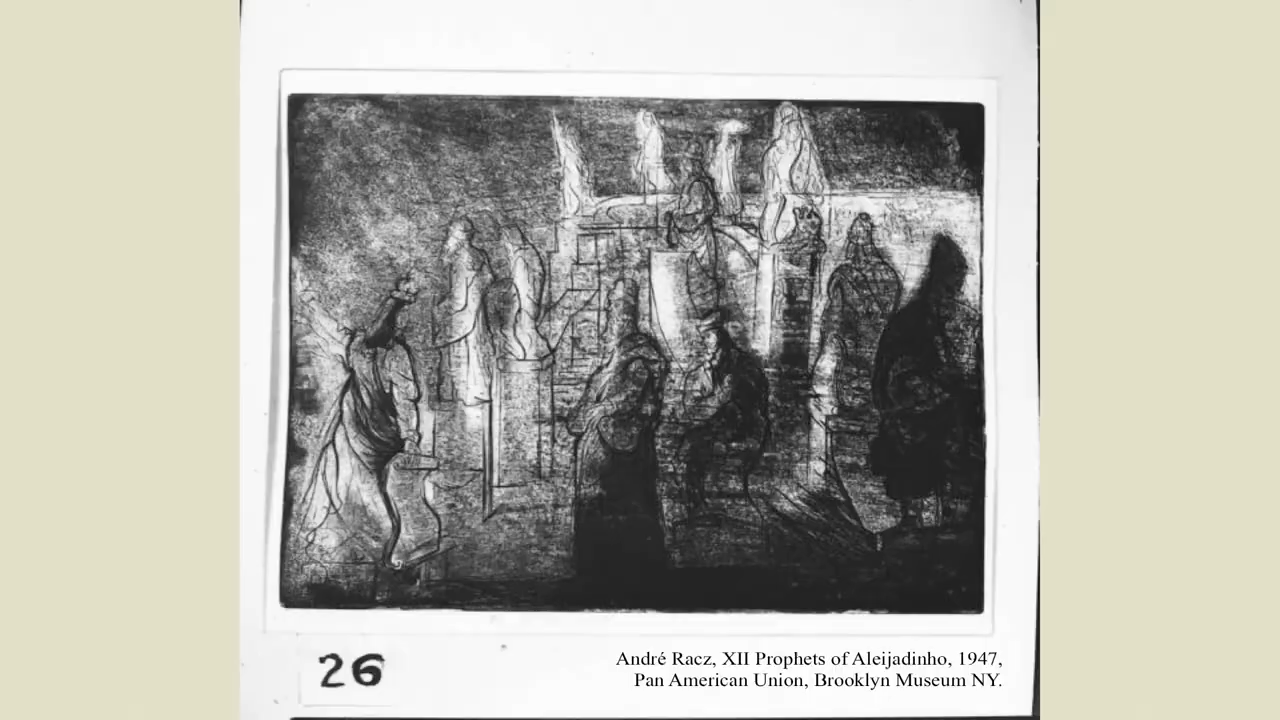 26
André Racz, XII Prophets of Aleijadinho, 1947,
Pan American Union, Brooklyn Museum NY.